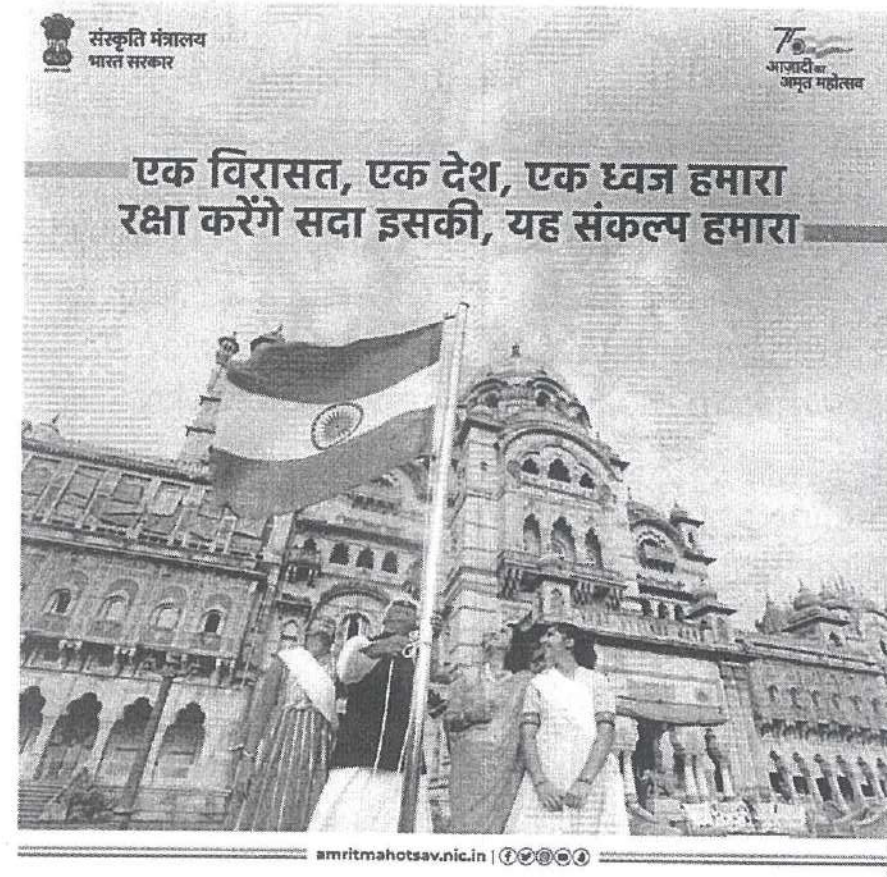 संस्कृति मंत्रालय
भारत सरकार
75
आज़ादी का
अमृत महोत्सव
एक विरासत, एक देश, एक ध्वज हमारा
रक्षा करेंगे सदा इसकी, यह संकल्प हमारा
amritmahotsav.nic.in |